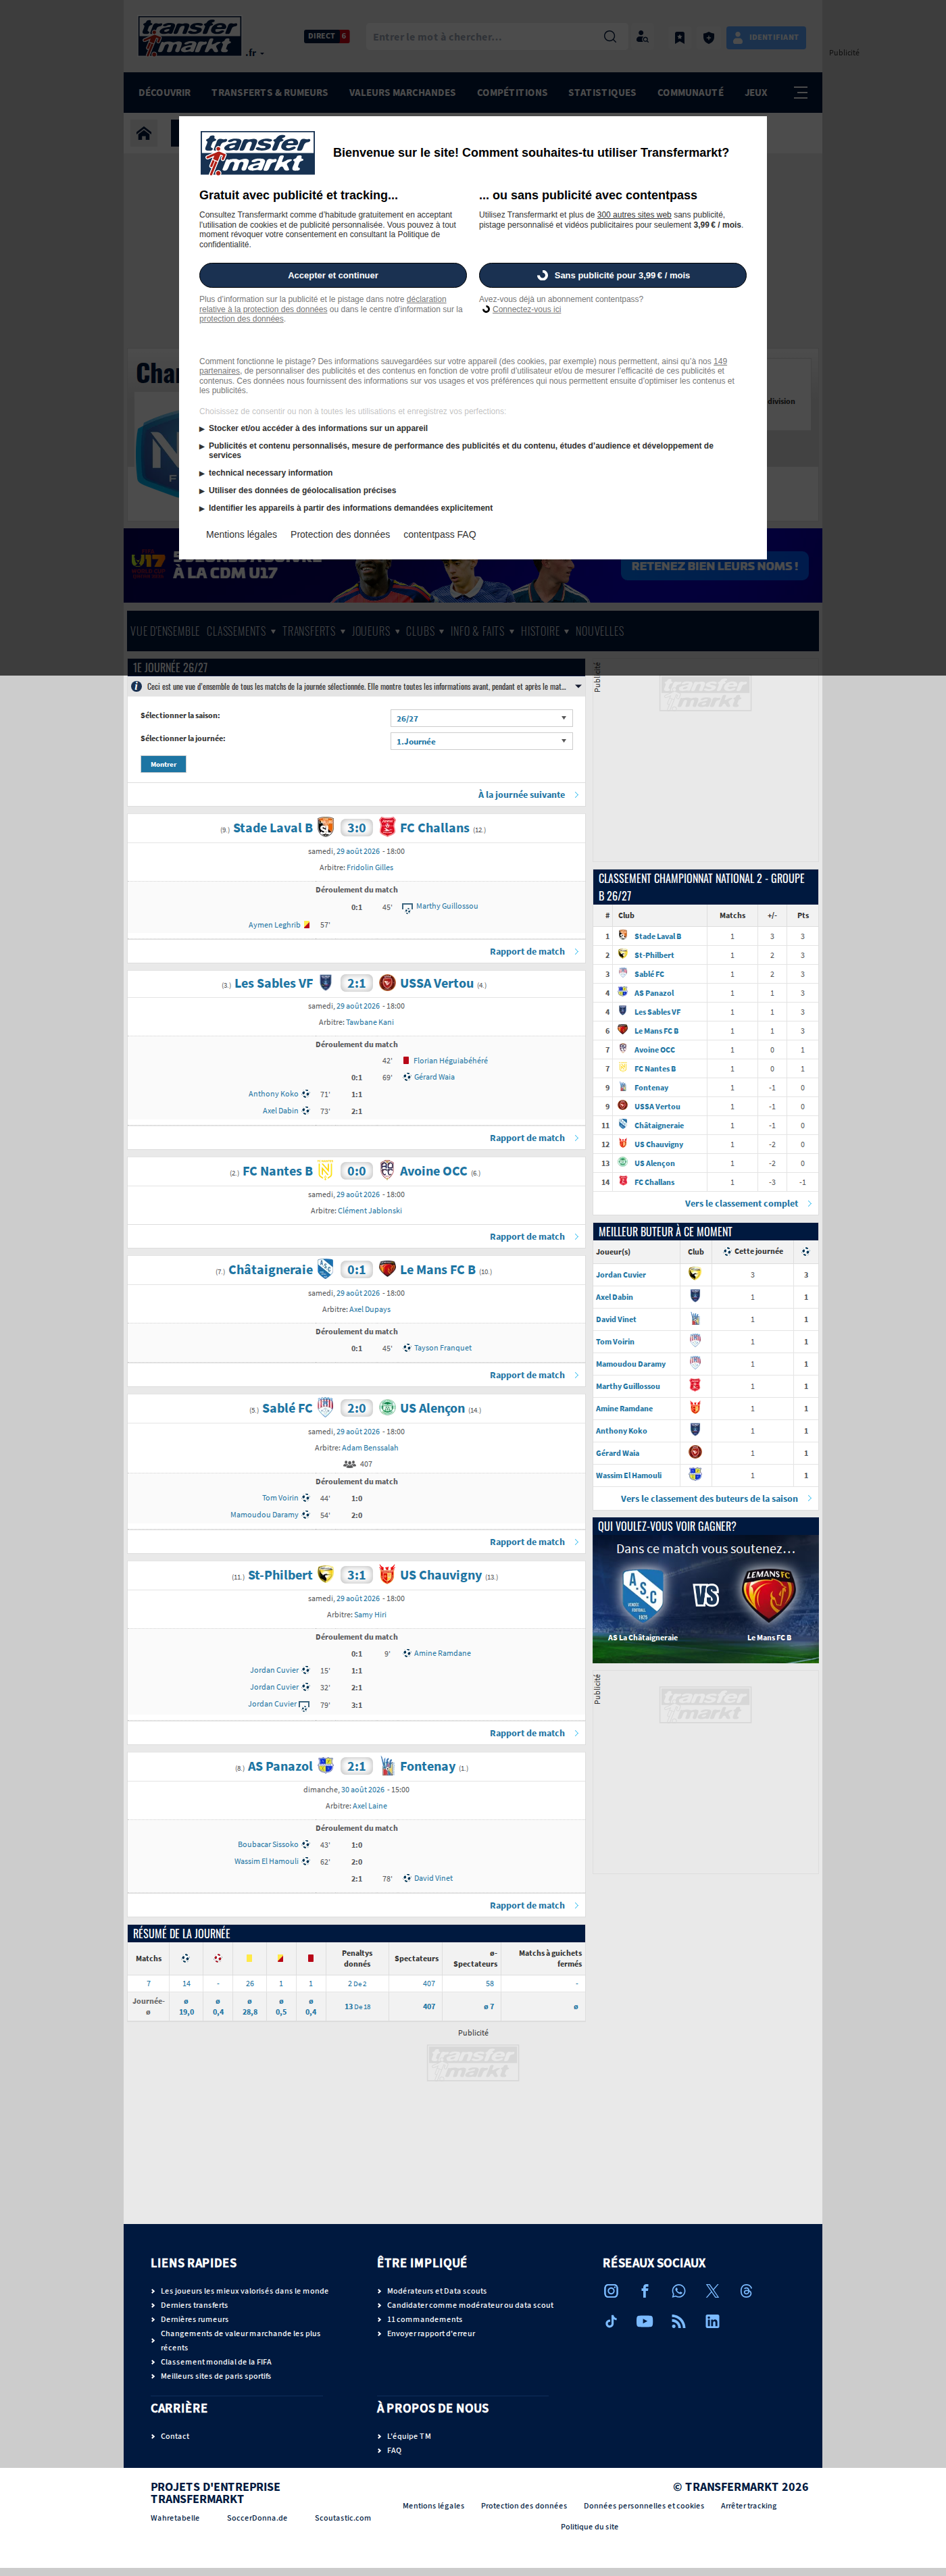 transfer
markt
.fr
DIRECT 6
Entrer le mot à chercher...
IDENTIFIANT
Publicité
DÉCOUVRIR TRANSFERTS & RUMEURS VALEURS MARCHANDES COMPÉTITIONS STATISTIQUES COMMUNAUTÉ JEUX
transfer
markt
Bienvenue sur le site! Comment souhaites-tu utiliser Transfermarkt?
Gratuit avec publicité et tracking...
Consultez Transfermarkt comme d'habitude gratuitement en acceptant
l'utilisation de cookies et de publicité personnalisée. Vous pouvez à tout
moment révoquer votre consentement en consultant la Politique de
confidentialité.
Accepter et continuer
Plus d'information sur la publicité et le pistage dans notre déclaration
relative à la protection des données ou dans le centre d'information sur la
protection des données.
... ou sans publicité avec contentpass
Utilisez Transfermarkt et plus de 300 autres sites web sans publicité,
pistage personnalisé et vidéos publicitaires pour seulement 3,99 € / mois.
Sans publicité pour 3,99 € / mois
Avez-vous déjà un abonnement contentpass?
Connectez-vous ici
Comment fonctionne le pistage? Des informations sauvegardées sur votre appareil (des cookies, par exemple) nous permettent, ainsi qu'à nos 149
partenaires, de personnaliser des publicités et des contenus en fonction de votre profil d'utilisateur et/ou de mesurer l'efficacité de ces publicités et
contenus. Ces données nous fournissent des informations sur vos usages et vos préférences qui nous permettent ensuite d'optimiser les contenus et
les publicités.
Choisissez de consentir ou non à toutes les utilisations et enregistrez vos perfections:
Stocker et/ou accéder à des informations sur un appareil
Publicités et contenu personnalisés, mesure de performance des publicités et du contenu, études d'audience et développement de
services
technical necessary information
Utiliser des données de géolocalisation précises
Identifier les appareils à partir des informations demandées explicitement
Mentions légales Protection des données contentpass FAQ
Cham
division
U17
À LA CDM U17
RETENEZ BIEN LEURS NOMS !
VUE D'ENSEMBLE CLASSEMENTS TRANSFERTS JOUEURS CLUBS INFO & FAITS HISTOIRE NOUVELLES
1E JOURNÉE 26/27
Ceci est une vue d'ensemble de tous les matchs de la journée sélectionnée. Elle montre toutes les informations avant, pendant et après le mat...
Sélectionner la saison: 26/27
Sélectionner la journée: 1.Journée
Montrer
À la journée suivante
(9.) Stade Laval B 3:0 FC Challans (12.)
samedi, 29 août 2026 - 18:00
Arbitre: Fridolin Gilles
Déroulement du match
0:1 45' Marthy Guillossou
Aymen Leghrib 57'
Rapport de match
(3.) Les Sables VF 2:1 USSA Vertou (4.)
samedi, 29 août 2026 - 18:00
Arbitre: Tawbane Kani
Déroulement du match
42' Florian Héguiabéhéré
0:1 69' Gérard Waia
Anthony Koko 71' 1:1
Axel Dabin 73' 2:1
Rapport de match
(2.) FC Nantes B 0:0 Avoine OCC (6.)
samedi, 29 août 2026 - 18:00
Arbitre: Clément Jablonski
Rapport de match
(7.) Châtaigneraie 0:1 Le Mans FC B (10.)
samedi, 29 août 2026 - 18:00
Arbitre: Axel Dupays
Déroulement du match
0:1 45' Tayson Franquet
Rapport de match
(5.) Sablé FC 2:0 US Alençon (14.)
samedi, 29 août 2026 - 18:00
Arbitre: Adam Benssalah
407
Déroulement du match
Tom Voirin 44' 1:0
Mamoudou Daramy 54' 2:0
Rapport de match
(11.) St-Philbert 3:1 US Chauvigny (13.)
samedi, 29 août 2026 - 18:00
Arbitre: Samy Hiri
Déroulement du match
0:1 9' Amine Ramdane
Jordan Cuvier 15' 1:1
Jordan Cuvier 32' 2:1
Jordan Cuvier 79' 3:1
Rapport de match
(8.) AS Panazol 2:1 Fontenay (1.)
dimanche, 30 août 2026 - 15:00
Arbitre: Axel Laine
Déroulement du match
Boubacar Sissoko 43' 1:0
Wassim El Hamouli 62' 2:0
2:1 78' David Vinet
Rapport de match
RÉSUMÉ DE LA JOURNÉE
Matchs Penaltys donnés Spectateurs ø-Spectateurs Matchs à guichets fermés
7 14 - 26 1 1 2 De 2 407 58 -
Journée-ø ø 19,0 ø 0,4 ø 28,8 ø 0,5 ø 0,4 13 De 18 407 ø 7 ø
Publicité
transfer
markt
Publicité
transfer
markt
CLASSEMENT CHAMPIONNAT NATIONAL 2 - GROUPE
B 26/27
# Club Matchs +/- Pts
1 Stade Laval B 1 3 3
2 St-Philbert 1 2 3
3 Sablé FC 1 2 3
4 AS Panazol 1 1 3
4 Les Sables VF 1 1 3
6 Le Mans FC B 1 1 3
7 Avoine OCC 1 0 1
7 FC Nantes B 1 0 1
9 Fontenay 1 -1 0
9 USSA Vertou 1 -1 0
11 Châtaigneraie 1 -1 0
12 US Chauvigny 1 -2 0
13 US Alençon 1 -2 0
14 FC Challans 1 -3 -1
Vers le classement complet
MEILLEUR BUTEUR À CE MOMENT
Joueur(s) Club Cette journée
Jordan Cuvier 3 3
Axel Dabin 1 1
David Vinet 1 1
Tom Voirin 1 1
Mamoudou Daramy 1 1
Marthy Guillossou 1 1
Amine Ramdane 1 1
Anthony Koko 1 1
Gérard Waia 1 1
Wassim El Hamouli 1 1
Vers le classement des buteurs de la saison
QUI VOULEZ-VOUS VOIR GAGNER?
Dans ce match vous soutenez...
A.S.C
VS
LEMANS FC
AS La Châtaigneraie Le Mans FC B
Publicité
transfer
markt
LIENS RAPIDES
Les joueurs les mieux valorisés dans le monde
Derniers transferts
Dernières rumeurs
Changements de valeur marchande les plus
récents
Classement mondial de la FIFA
Meilleurs sites de paris sportifs
ÊTRE IMPLIQUÉ
Modérateurs et Data scouts
Candidater comme modérateur ou data scout
11 commandements
Envoyer rapport d'erreur
RÉSEAUX SOCIAUX
CARRIÈRE
Contact
À PROPOS DE NOUS
L'équipe TM
FAQ
PROJETS D'ENTREPRISE
TRANSFERMARKT
Wahretabelle SoccerDonna.de Scoutastic.com
© TRANSFERMARKT 2026
Mentions légales Protection des données Données personnelles et cookies Arrêter tracking
Politique du site